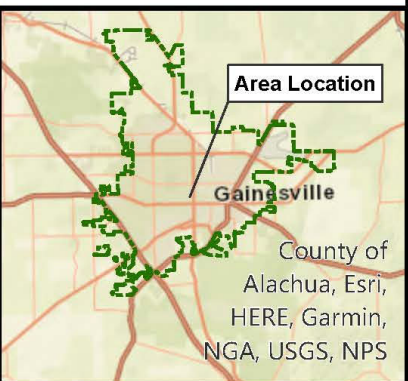 Area Location
Gainesville
County of
Alachua, Esri,
HERE, Garmin,
NGA, USGS, NPS